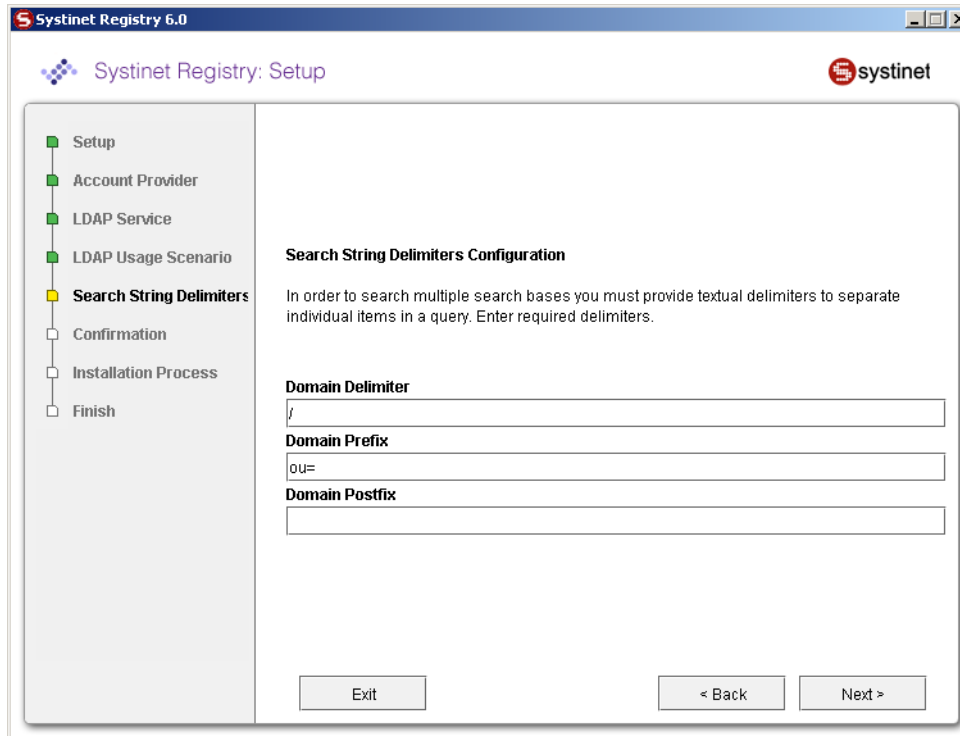 Systinet Registry 6.0
Systinet Registry: Setup
systinet
Setup
Account Provider
LDAP Service
LDAP Usage Scenario
Search String Delimiters
Confirmation
Installation Process
Finish
Search String Delimiters Configuration
In order to search multiple search bases you must provide textual delimiters to separate
individual items in a query. Enter required delimiters.
Domain Delimiter
/
Domain Prefix
ou=
Domain Postfix
Exit
< Back
Next >